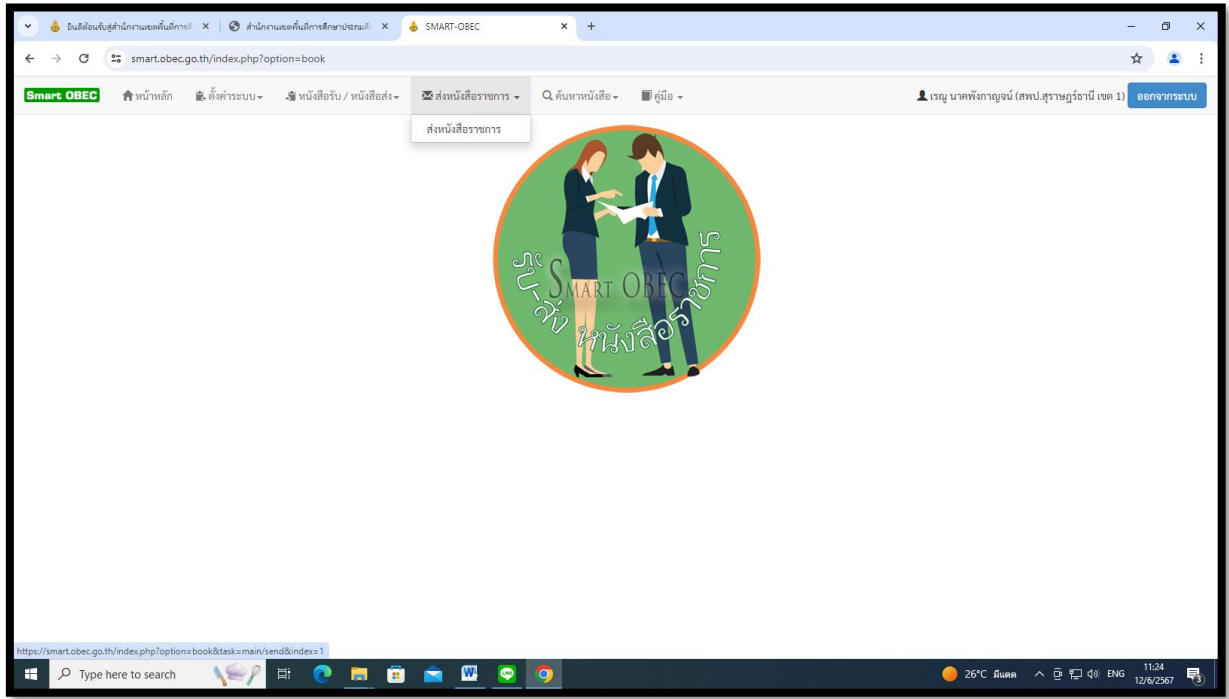 ยินดีต้อนรับสู่สำนักงานเขตพื้นที่การศึ
สำนักงานเขตพื้นที่การศึกษาประถมศึ
SMART-OBEC
smart.obec.go.th/index.php?option=book
Smart OBEC
หน้าหลัก
ตั้งค่าระบบ
หนังสือรับ / หนังสือส่ง
ส่งหนังสือราชการ
ค้นหาหนังสือ
คู่มือ
เรณู นาคพังกาญจน์ (สพป.สุราษฎร์ธานี เขต 1)
ออกจากระบบ
ส่งหนังสือราชการ
SMART OBEC
รับ-ส่ง หนังสือราชการ
https://smart.obec.go.th/index.php?option=book&task=main/send&index=1
Type here to search
26°C มีแดด
ENG
11:24
12/6/2567
3